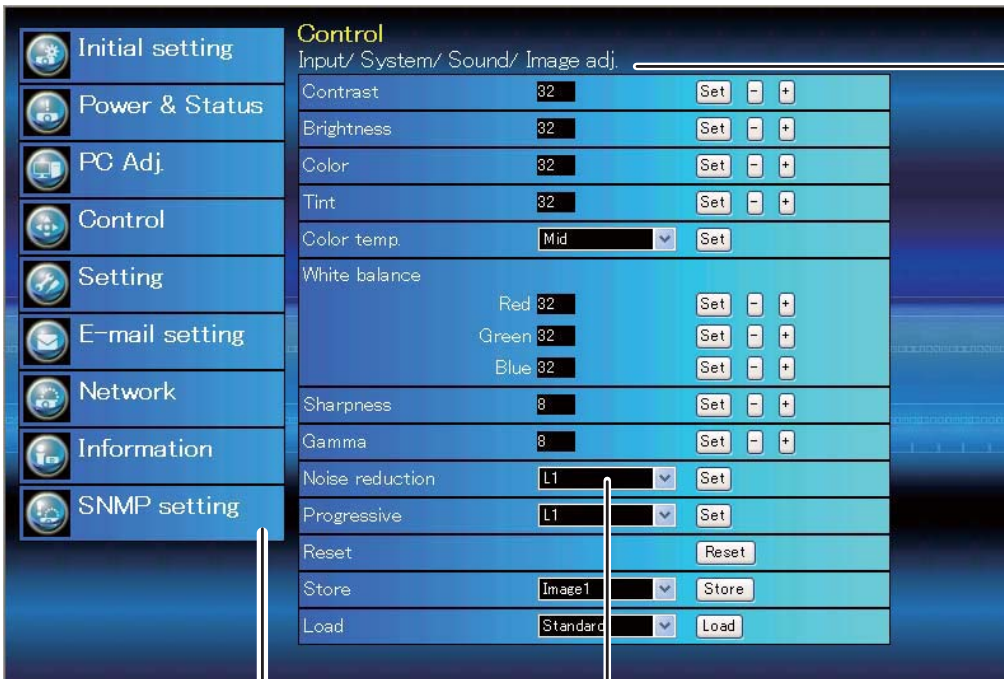 Initial setting
Power & Status
PC Adj.
Control
Setting
E-mail setting
Network
Information
SNMP setting
Control
Input/ System/ Sound/ Image adj.
Contrast 32 Set - +
Brightness 32 Set - +
Color 32 Set - +
Tint 32 Set - +
Color temp. Mid Set
White balance
Red 32 Set - +
Green 32 Set - +
Blue 32 Set - +
Sharpness 8 Set - +
Gamma 8 Set - +
Noise reduction L1 Set
Progressive L1 Set
Reset Reset
Store Image1 Store
Load Standard Load